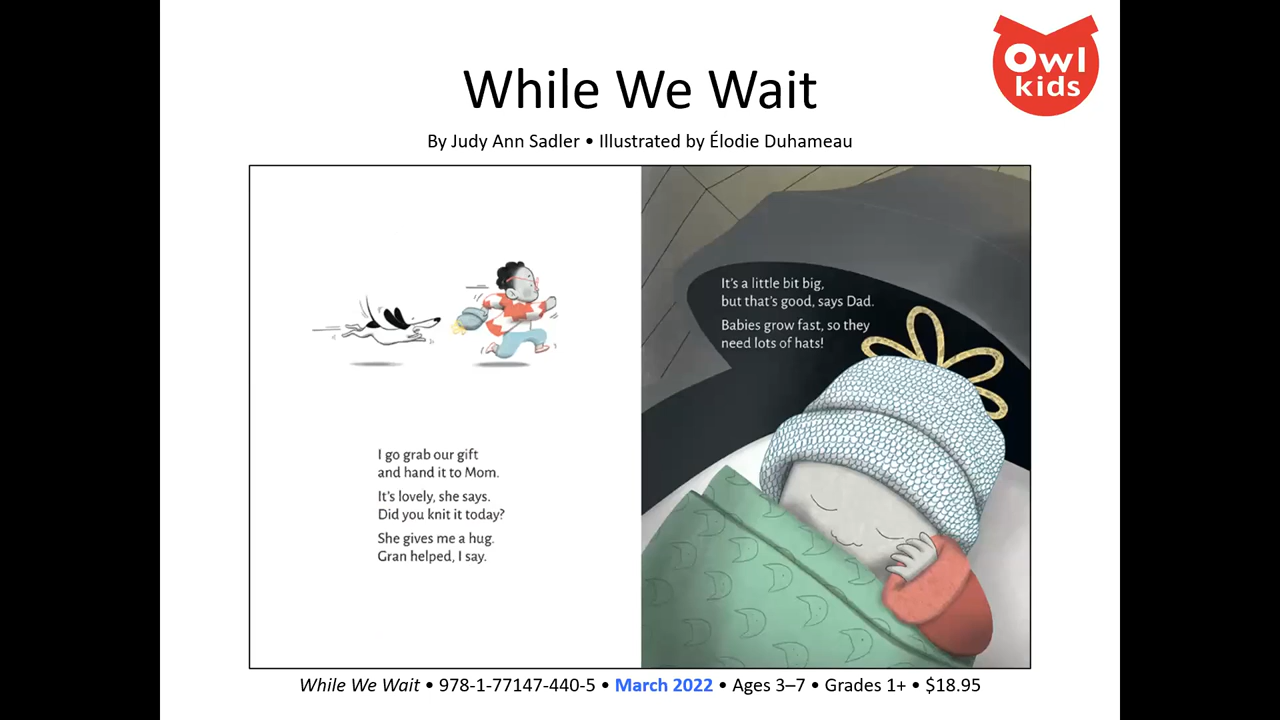 Owl
kids
While We Wait
By Judy Ann Sadler • Illustrated by Élodie Duhameau
I go grab our gift
and hand it to Mom.
It's lovely, she says.
Did you knit it today?
She gives me a hug.
Gran helped, I say.
It's a little bit big,
but that's good, says Dad.
Babies grow fast, so they
need lots of hats!
While We Wait • 978-1-77147-440-5 • March 2022 • Ages 3–7 • Grades 1+ • $18.95